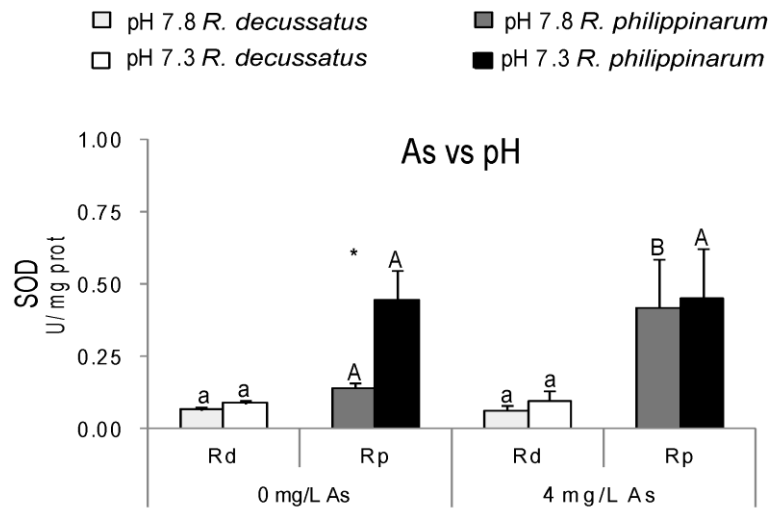 pH 7.8 R. decussatus
pH 7.8 R. philippinarum
pH 7.3 R. decussatus
pH 7.3 R. philippinarum
As vs pH
1.00
0.75
0.50
0.25
0.00
SOD
U/mg prot
a a * A A a a B A
Rd Rp Rd Rp
0 mg/L As 4 mg/L As